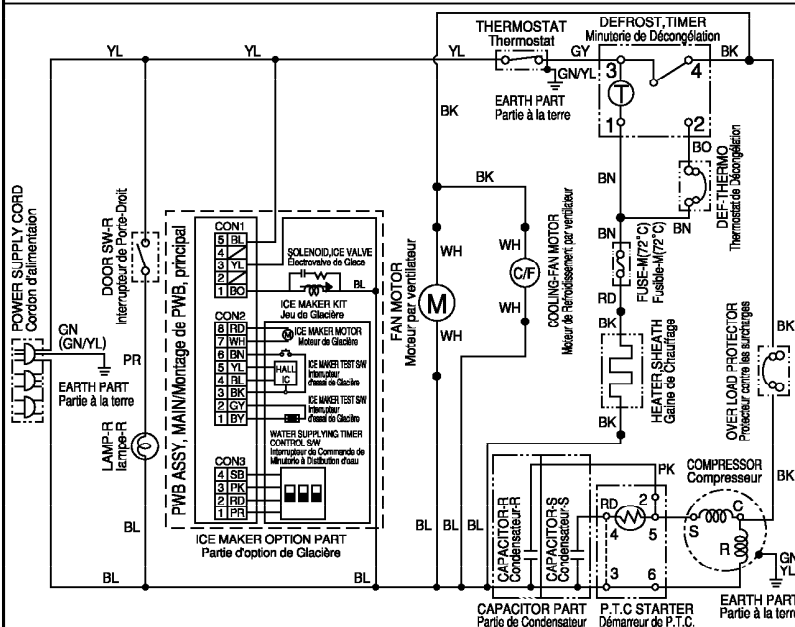 THERMOSTAT
Thermostat
DEFROST,TIMER
Minuterie de Décongélation
YL
YL
YL
GY
GN/YL
EARTH PART
Partie à la terre
3
4
T
1
2
BK
BK
BO
DEF-THERMO
Thermostat de Décongélation
BN
BN
BN
BK
WH
WH
M
WH
WH
C/F
FAN MOTOR
Moteur par ventilateur
COOLING-FAN MOTOR
Moteur de Refroidissement par ventilateur
FUSE-M(72°C)
Fusible-M(72°C)
RD
BK
HEATER,SHEATH
Gaine de Chauffage
BK
BK
OVER LOAD PROTECTOR
Protecteur contre les surcharges
BK
POWER SUPPLY CORD
Cordon d'alimentation
GN
(GN/YL)
EARTH PART
Partie à la terre
DOOR SW-R
Interrupteur de Porte-Droit
PR
LAMP-R
lampe-R
BL
BL
PWB ASSY, MAIN/Montage de PWB, principal
CON1
5 BL
4
3 YL
2
1 BO
SOLENOID,ICE VALVE
Electrovalve de Glace
BL
ICE MAKER KIT
Jeu de Glacière
CON2
8 RD
7 WH
6 BN
5 YL
4 BL
3 BK
2 GY
1 BY
M
ICE MAKER MOTOR
Moteur de Glacière
HALL
IC
ICE MAKER TEST S/W
Interrupteur
d'essai de Glacière
ICE MAKER TEST S/W
Interrupteur
d'essai de Glacière
WATER SUPPLYING TIMER
CONTROL S/W
Interrupteur de Commande de
Minuterie à Distibution d'eau
CON3
4 SB
3 PK
2 RD
1 PR
ICE MAKER OPTION PART
Partie d'option de Glacière
BL
BL
BL
BL
CAPACITOR-R
Condensateur-R
CAPACITOR-S
Condensateur-S
CAPACITOR PART
Partie de Condensateur
PK
RD
2
4
5
3
6
P.T.C STARTER
Démarreur de P.T.C.
COMPRESSOR
Compresseur
S
C
R
BK
GN
YL
EARTH PART
Partie à la terre